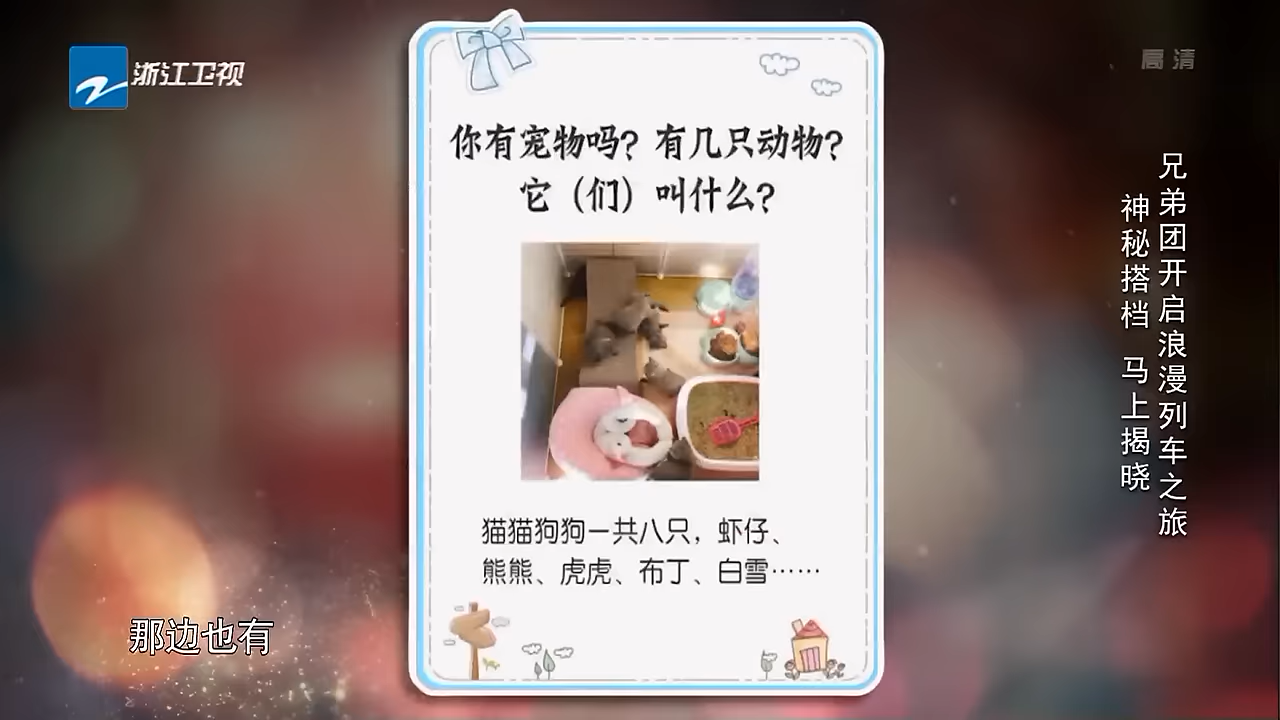 浙江卫视
高清
你有宠物吗？有几只动物？
它（们）叫什么？
猫猫狗狗一共八只，虾仔、
熊熊、虎虎、布丁、白雪……
兄弟团开启浪漫列车之旅
神秘搭档 马上揭晓
那边也有